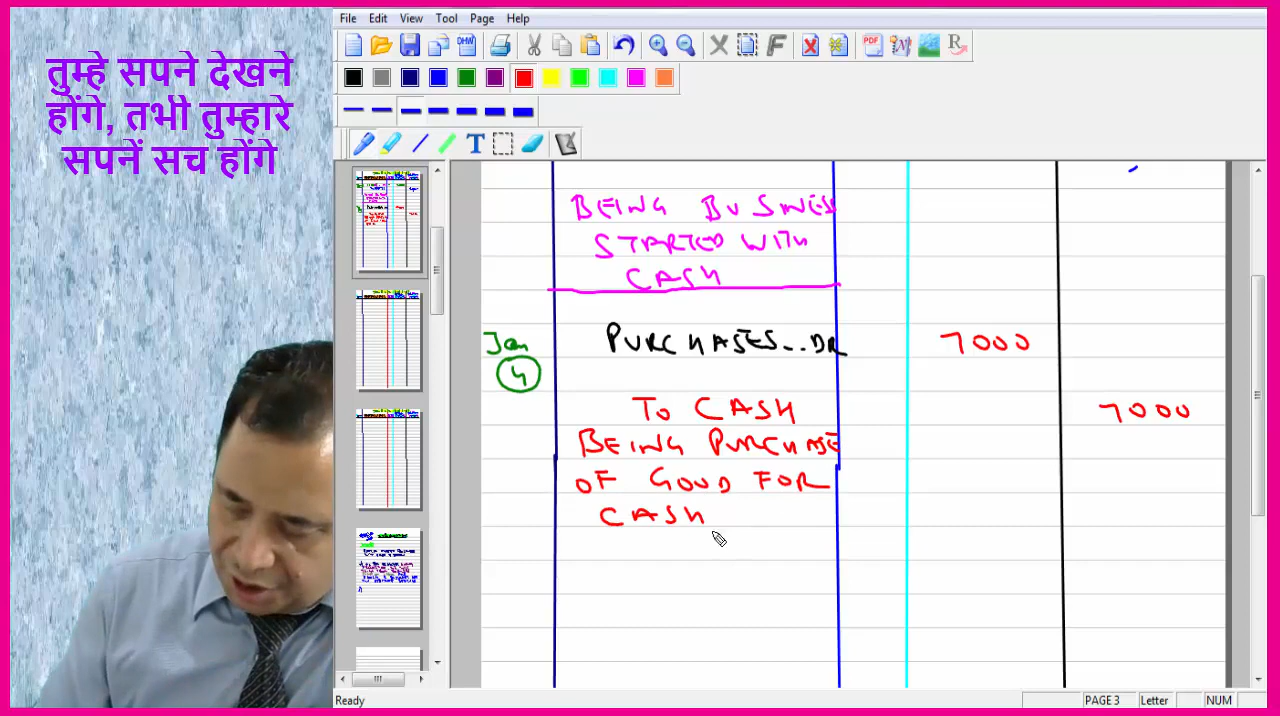 तुम्हे सपने देखने
होंगे, तभी तुम्हारे
सपनें सच होंगे
File Edit View Tool Page Help
BEING BUSINESS
STARTED WITH
CASH
Jan PURCHASES...DR 7000
4
TO CASH 7000
BEING PURCHASE
OF GOOD FOR
CASH
Ready PAGE 3 Letter NUM